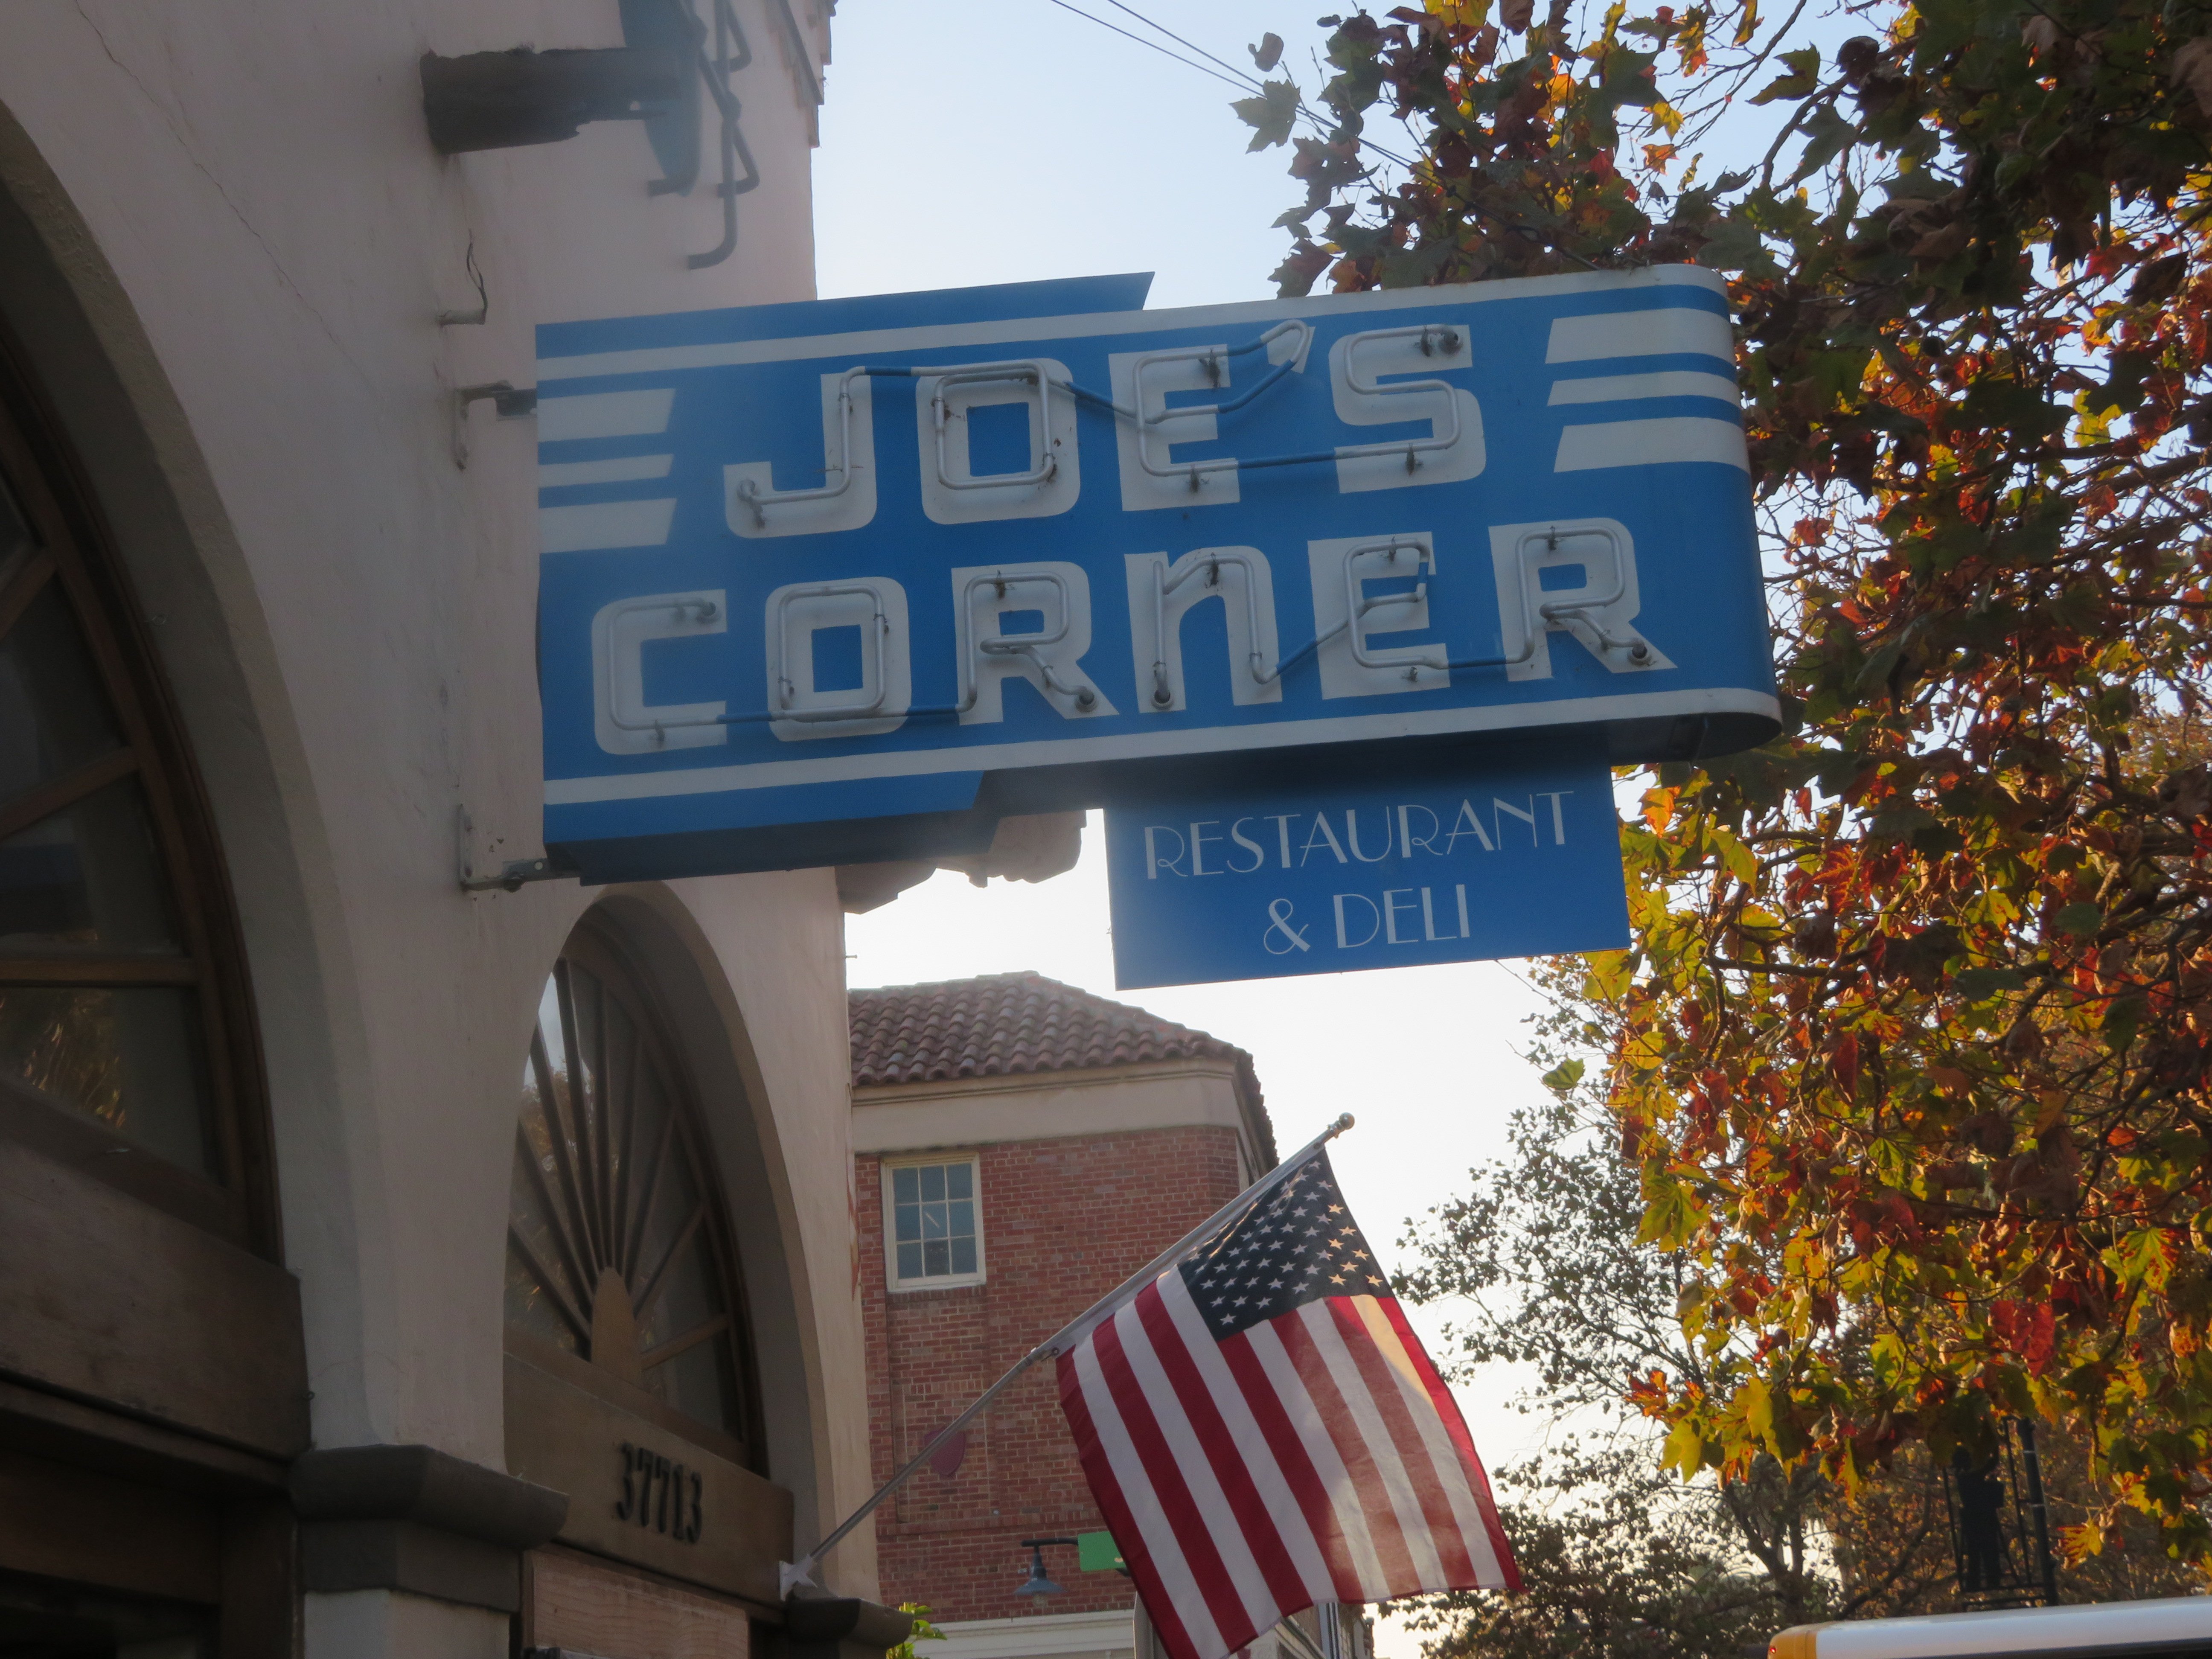 JOE'S
CORNER
RESTAURANT
& DELI
37713